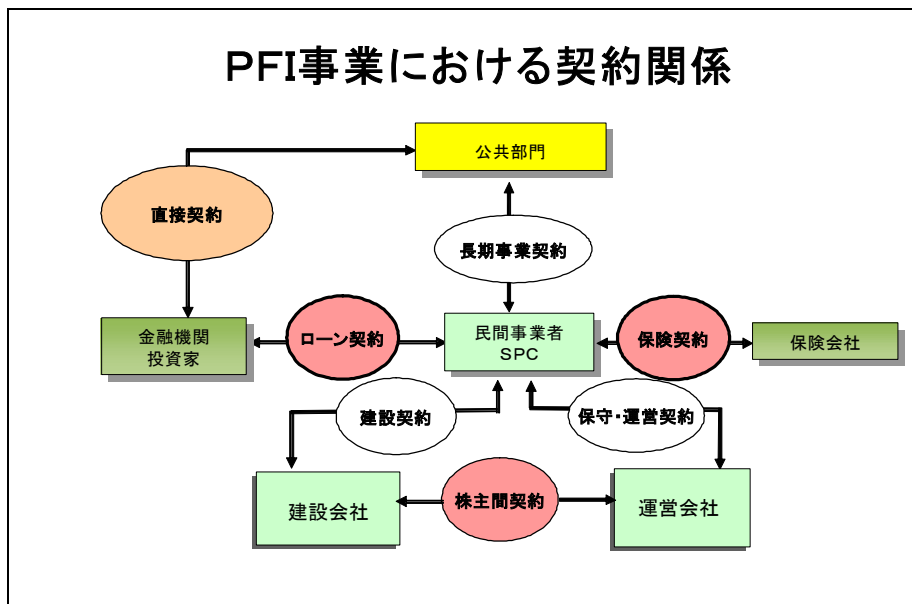 PFI事業における契約関係
公共部門
直接契約
長期事業契約
金融機関
投資家
ローン契約
民間事業者
SPC
保険契約
保険会社
建設契約
保守・運営契約
建設会社
株主間契約
運営会社